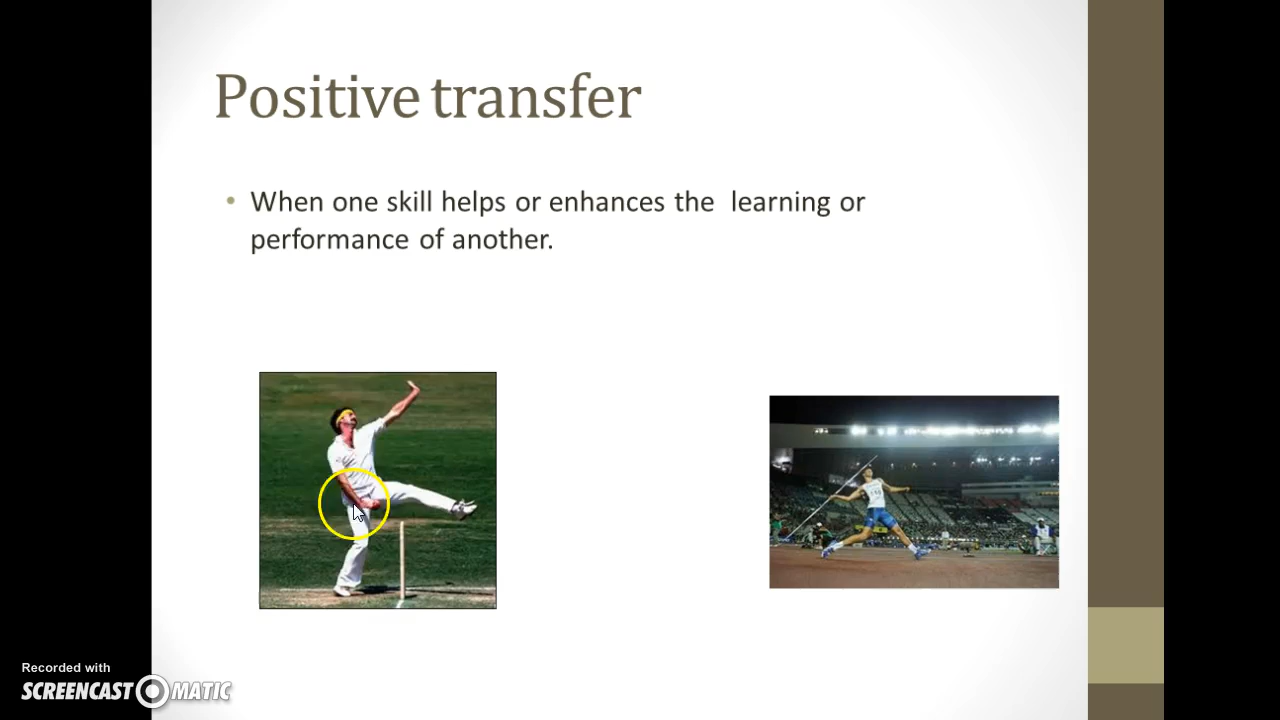 Positive transfer
• When one skill helps or enhances the learning or
performance of another.
Recorded with
SCREENCAST MATIC